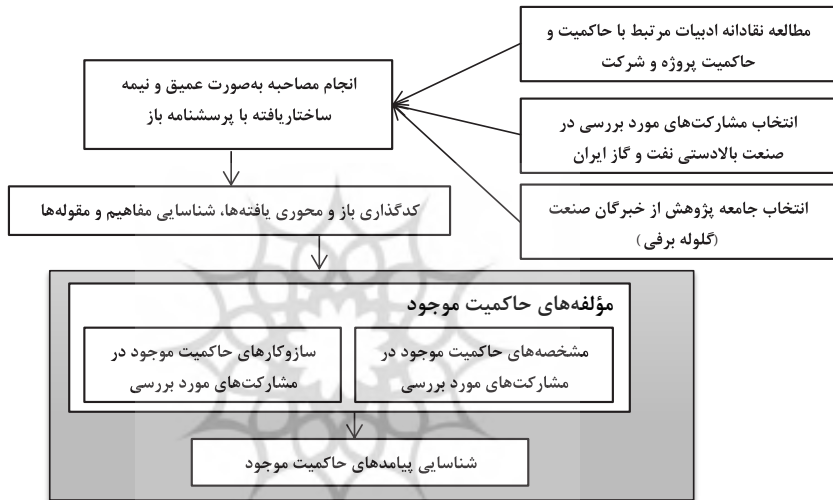 مطالعه نقادانه ادبیات مرتبط با حاکمیت و
حاکمیت پروژه و شرکت
انتخاب مشارکت‌های مورد بررسی در
صنعت بالادستی نفت و گاز ایران
انتخاب جامعه پژوهش از خبرگان صنعت
(گلوله برفی)
انجام مصاحبه به‌صورت عمیق و نیمه
ساختاریافته با پرسشنامه باز
کدگذاری باز و محوری یافته‌ها، شناسایی مفاهیم و مقوله‌ها
مؤلفه‌های حاکمیت موجود
مشخصه‌های حاکمیت موجود در
مشارکت‌های مورد بررسی
سازوکارهای حاکمیت موجود در
مشارکت‌های مورد بررسی
شناسایی پیامدهای حاکمیت موجود